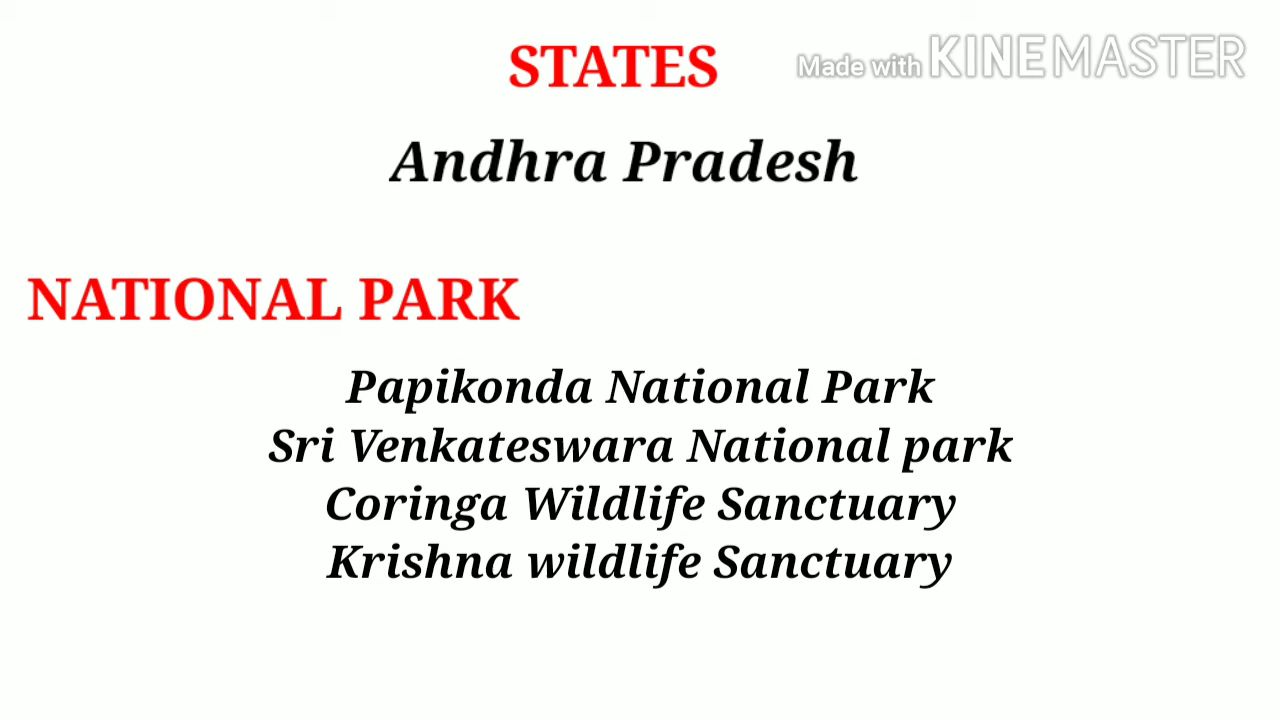 STATES
Made with KINEMASTER
Andhra Pradesh
NATIONAL PARK
Papikonda National Park
Sri Venkateswara National park
Coringa Wildlife Sanctuary
Krishna wildlife Sanctuary